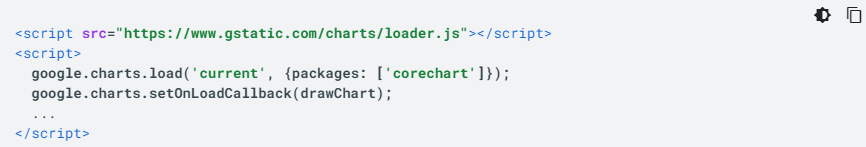 <script src="https://www.gstatic.com/charts/loader.js"></script>
<script>
  google.charts.load('current', {packages: ['corechart']});
  google.charts.setOnLoadCallback(drawChart);
  ...
</script>